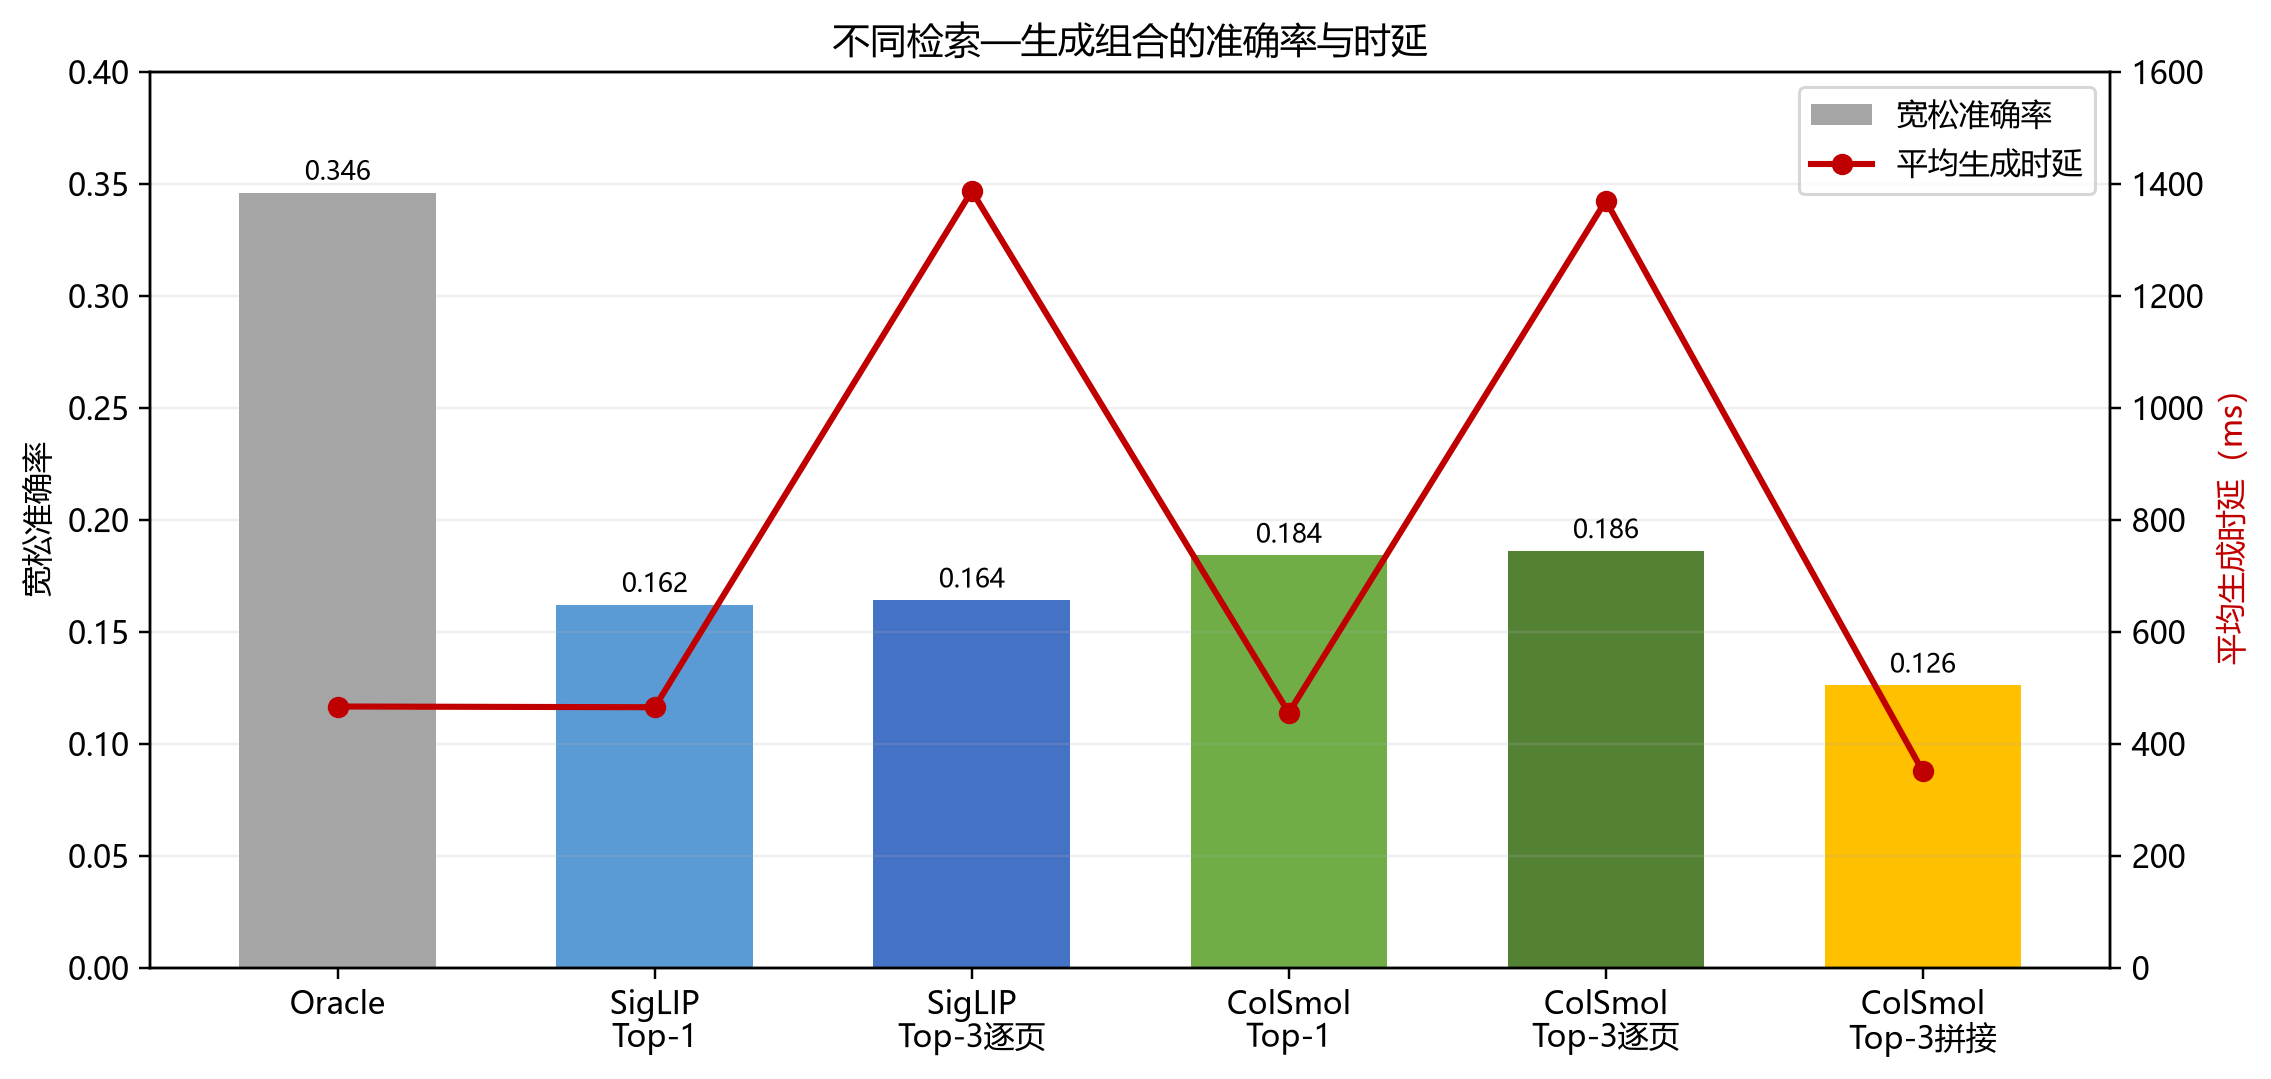 不同检索—生成组合的准确率与时延
宽松准确率
平均生成时延
0.40
0.35
0.30
0.25
0.20
0.15
0.10
0.05
0.00
宽松准确率
1600
1400
1200
1000
800
600
400
200
0
平均生成时延（ms）
0.346
0.162
0.164
0.184
0.186
0.126
Oracle
SigLIP
Top-1
SigLIP
Top-3逐页
ColSmol
Top-1
ColSmol
Top-3逐页
ColSmol
Top-3拼接